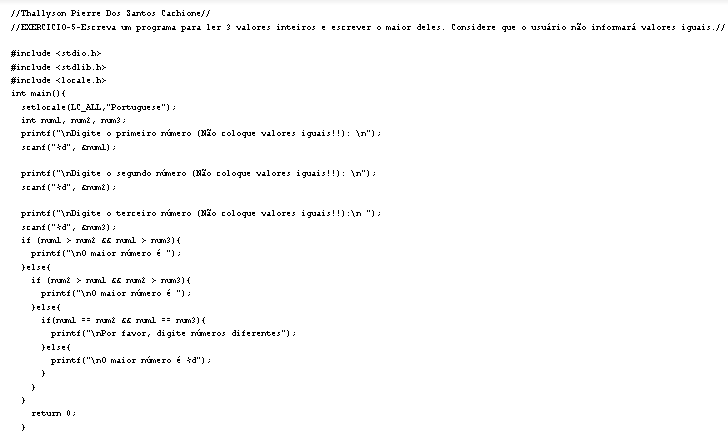 //Thallyson Pierre Dos Santos Cachione//
//EXERCICIO-5-Escreva um programa para ler 3 valores inteiros e escrever o maior deles. Considere que o usuário não informará valores iguais.//
#include <stdio.h>
#include <stdlib.h>
#include <locale.h>
int main(){
setlocale(LC_ALL,"Portuguese");
int num1, num2, num3;
printf("\nDigite o primeiro número (Não coloque valores iguais!!): \n");
scanf("%d", &num1);
printf("\nDigite o segundo número (Não coloque valores iguais!!): \n");
scanf("%d", &num2);
printf("\nDigite o terceiro número (Não coloque valores iguais!!):\n ");
scanf("%d", &num3);
if (num1 > num2 && num1 > num3){
printf("\nO maior número é ");
}else{
if (num2 > num1 && num2 > num3){
printf("\nO maior número é ");
}else{
if(num1 == num2 && num1 == num3){
printf("\nPor favor, digite números diferentes");
}else{
printf("\nO maior número é %d");
}
}
}
return 0;
}